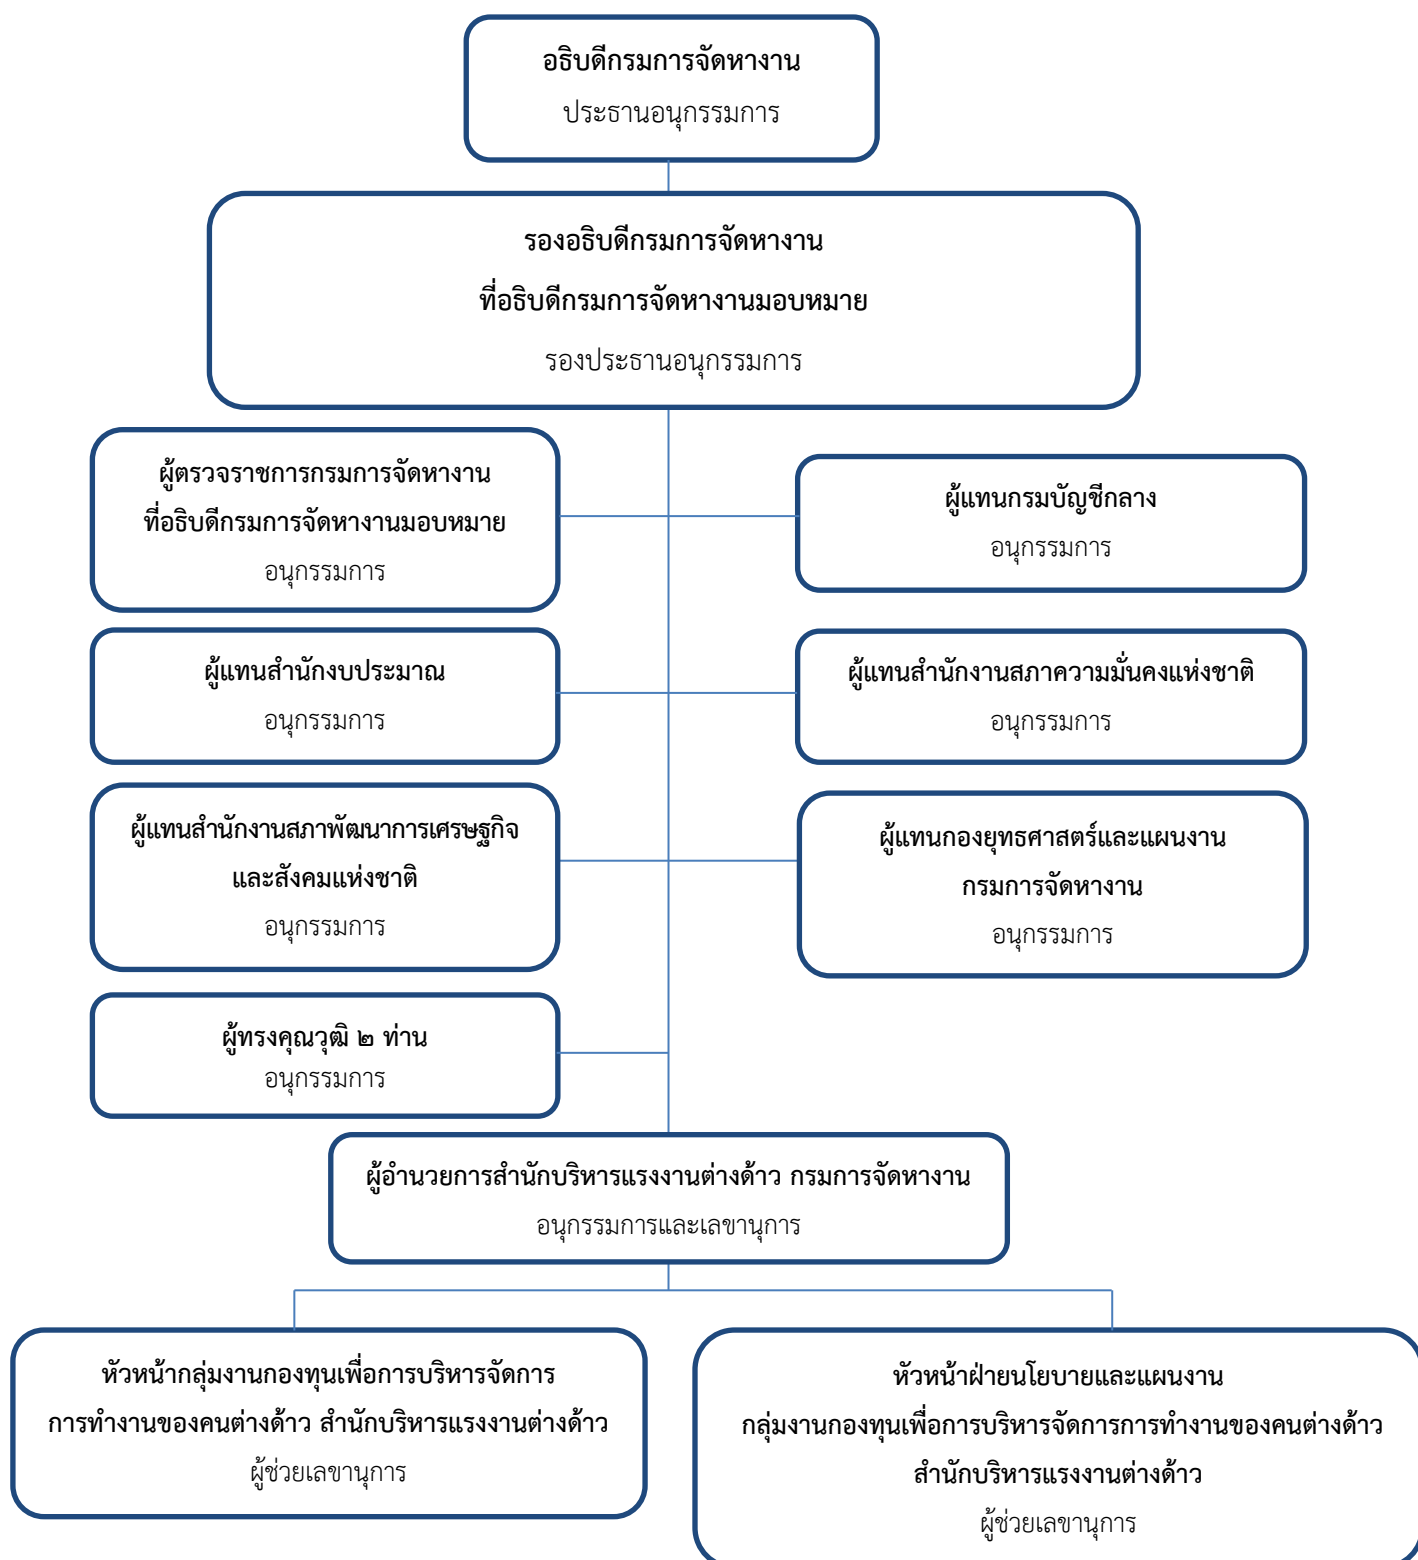 อธิบดีกรมการจัดหางาน
ประธานอนุกรรมการ
รองอธิบดีกรมการจัดหางาน
ที่อธิบดีกรมการจัดหางานมอบหมาย
รองประธานอนุกรรมการ
ผู้ตรวจราชการกรมการจัดหางาน
ที่อธิบดีกรมการจัดหางานมอบหมาย
อนุกรรมการ
ผู้แทนกรมบัญชีกลาง
อนุกรรมการ
ผู้แทนสำนักงบประมาณ
อนุกรรมการ
ผู้แทนสำนักงานสภาความมั่นคงแห่งชาติ
อนุกรรมการ
ผู้แทนสำนักงานสภาพัฒนาการเศรษฐกิจ
และสังคมแห่งชาติ
อนุกรรมการ
ผู้แทนกองยุทธศาสตร์และแผนงาน
กรมการจัดหางาน
อนุกรรมการ
ผู้ทรงคุณวุฒิ ๒ ท่าน
อนุกรรมการ
ผู้อำนวยการสำนักบริหารแรงงานต่างด้าว กรมการจัดหางาน
อนุกรรมการและเลขานุการ
หัวหน้ากลุ่มงานกองทุนเพื่อการบริหารจัดการ
การทำงานของคนต่างด้าว สำนักบริหารแรงงานต่างด้าว
ผู้ช่วยเลขานุการ
หัวหน้าฝ่ายนโยบายและแผนงาน
กลุ่มงานกองทุนเพื่อการบริหารจัดการการทำงานของคนต่างด้าว
สำนักบริหารแรงงานต่างด้าว
ผู้ช่วยเลขานุการ